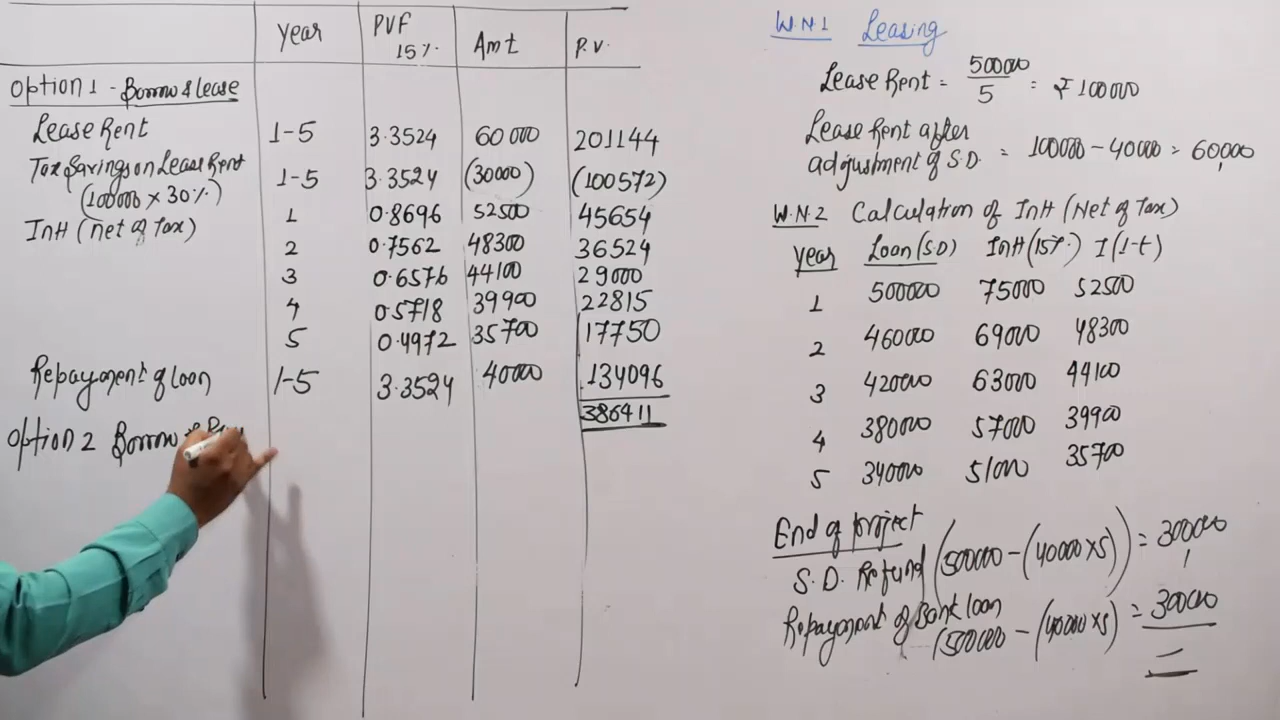 Year PVF 15%. Amt P.V.
Option 1 - Borrow & Lease
Lease Rent 1-5 3.3524 60000 201144
Tax Savings on Lease Rent 1-5 3.3524 (30000) (100572)
(100000 x 30%.)
InH (Net of Tax) 1 0.8696 52500 45654
2 0.7562 48300 36524
3 0.6576 44100 29000
4 0.5718 39900 22815
5 0.4972 35700 17750
Repayment of loan 1-5 3.3524 40000 134096
386411
Option 2 Borrow &
W.N.1 Leasing
Lease Rent = 500000 / 5 = ₹100000
Lease Rent after
adjustment of S.D. = 100000 - 40000 = 60,000
W.N.2 Calculation of InH (Net of Tax)
Year Loan (S.D) InH (15%.) I (1-t)
1 500000 75000 52500
2 460000 69000 48300
3 420000 63000 44100
4 380000 57000 39900
5 340000 51000 35700
End of project
S.D. Refund (500000 - (40000 x 5)) = 300000
Repayment of Bank loan
(500000 - (40000 x 5) = 300000